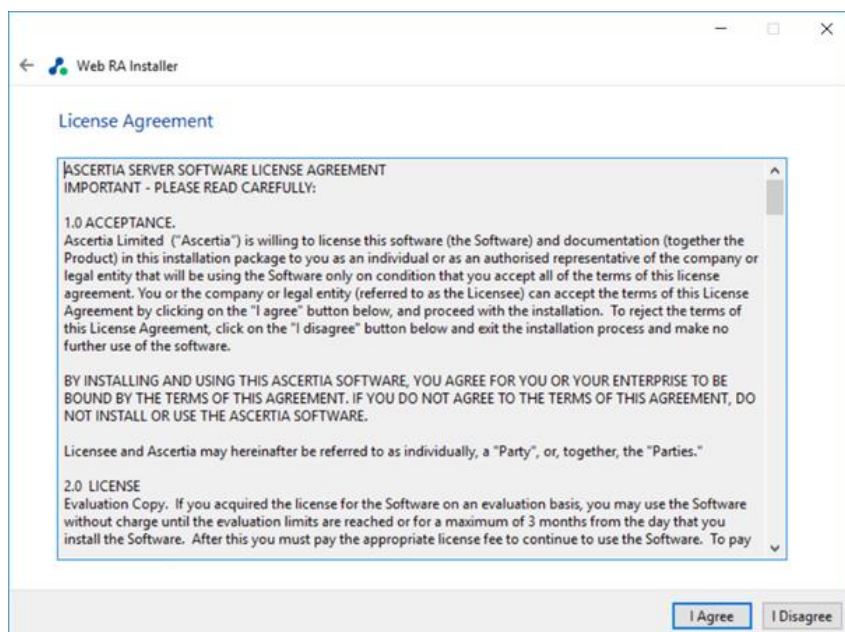 Web RA Installer
License Agreement
ASCERTIA SERVER SOFTWARE LICENSE AGREEMENT
IMPORTANT - PLEASE READ CAREFULLY:
1.0 ACCEPTANCE.
Ascertia Limited ("Ascertia") is willing to license this software (the Software) and documentation (together the
Product) in this installation package to you as an individual or as an authorised representative of the company or
legal entity that will be using the Software only on condition that you accept all of the terms of this license
agreement. You or the company or legal entity (referred to as the Licensee) can accept the terms of this License
Agreement by clicking on the "I agree" button below, and proceed with the installation. To reject the terms of
this License Agreement, click on the "I disagree" button below and exit the installation process and make no
further use of the software.
BY INSTALLING AND USING THIS ASCERTIA SOFTWARE, YOU AGREE FOR YOU OR YOUR ENTERPRISE TO BE
BOUND BY THE TERMS OF THIS AGREEMENT. IF YOU DO NOT AGREE TO THE TERMS OF THIS AGREEMENT, DO
NOT INSTALL OR USE THE ASCERTIA SOFTWARE.
Licensee and Ascertia may hereinafter be referred to as individually, a "Party", or, together, the "Parties."
2.0 LICENSE
Evaluation Copy. If you acquired the license for the Software on an evaluation basis, you may use the Software
without charge until the evaluation limits are reached or for a maximum of 3 months from the day that you
install the Software. After this you must pay the appropriate license fee to continue to use the Software. To pay
I Agree
I Disagree